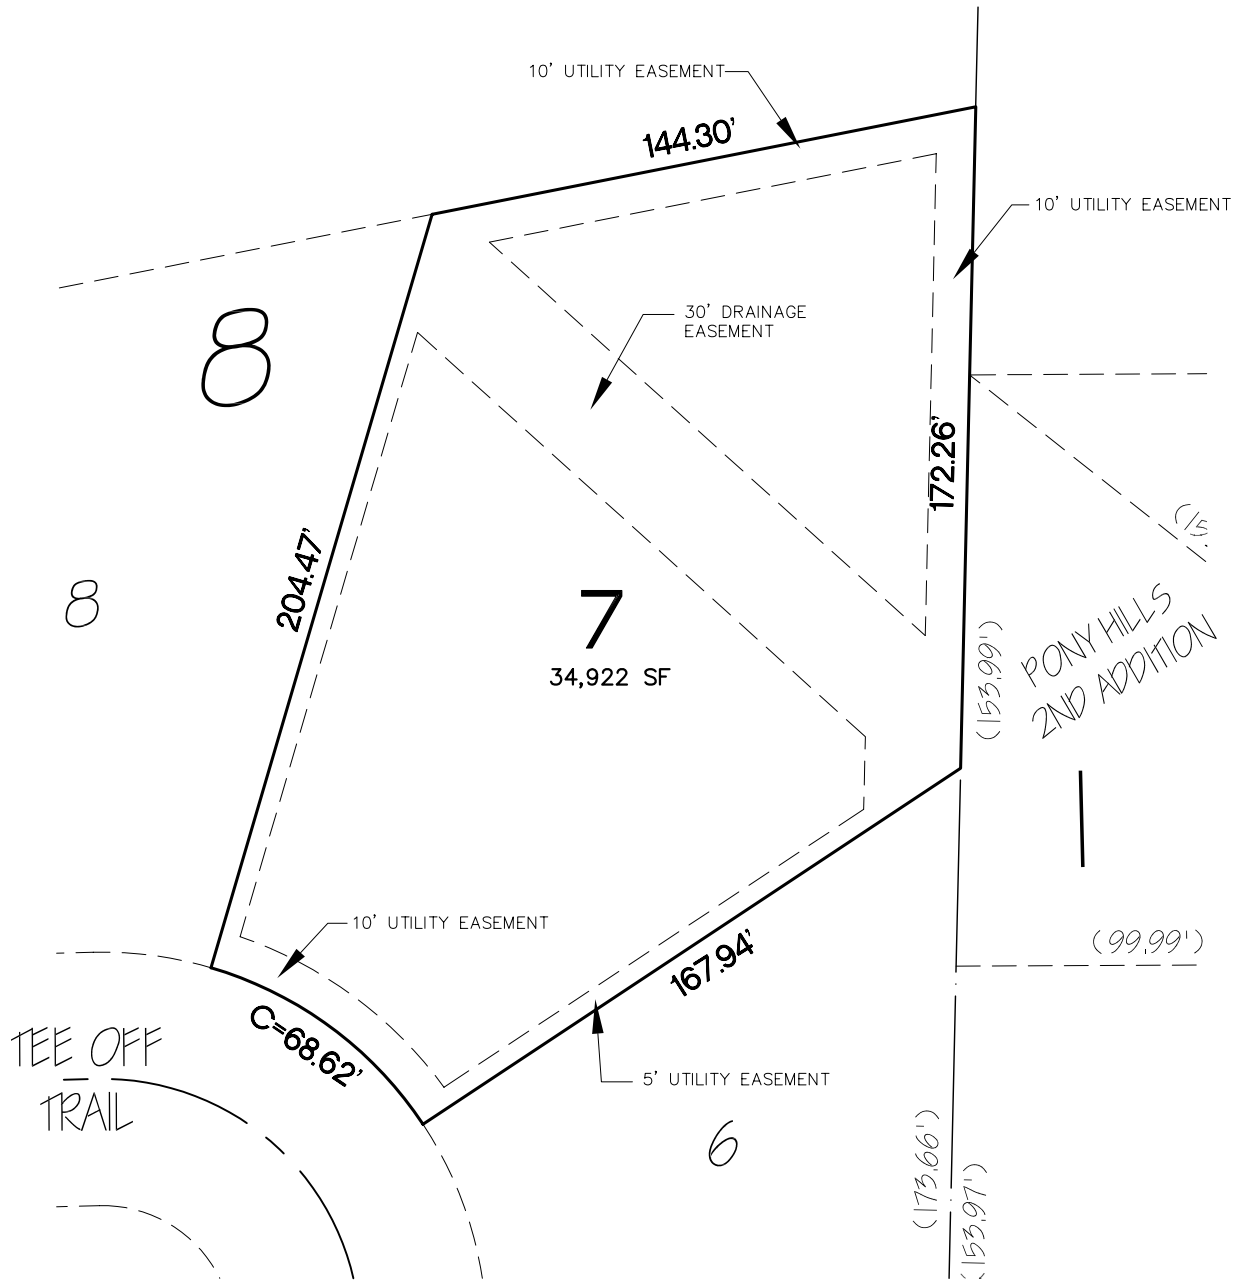 10' UTILITY EASEMENT
144.30'
10' UTILITY EASEMENT
30' DRAINAGE
EASEMENT
8
172.26'
204.47'
8
7
34,922 SF
(153.99')
PONY HILLS
2ND ADDITION
1
10' UTILITY EASEMENT
167.94'
(99.99')
C=68.62'
TEE OFF
TRAIL
5' UTILITY EASEMENT
6
(173.66')
(153.97')